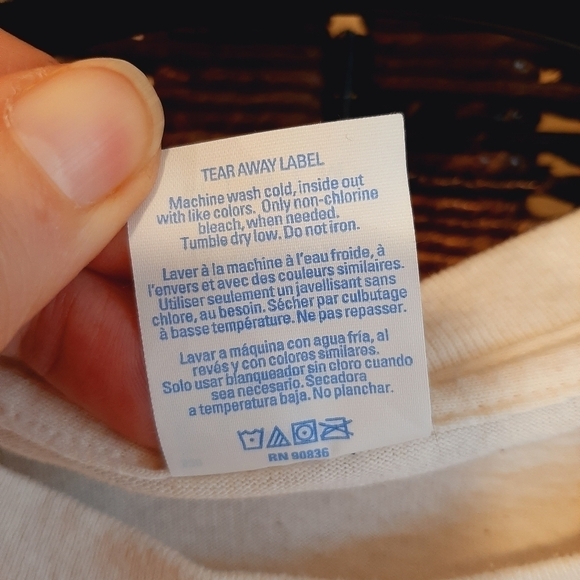 TEAR AWAY LABEL
Machine wash cold, inside out
with like colors. Only non-chlorine
bleach, when needed.
Tumble dry low. Do not iron.
Laver à la machine à l'eau froide, à
l'envers et avec des couleurs similaires.
Utiliser seulement un javellisant sans
chlore, au besoin. Sécher par culbutage
à basse température. Ne pas repasser.
Lavar a máquina con agua fría, al
revés y con colores similares.
Solo usar blanqueador sin cloro cuando
sea necesario. Secadora
a temperatura baja. No planchar.
RN 90836